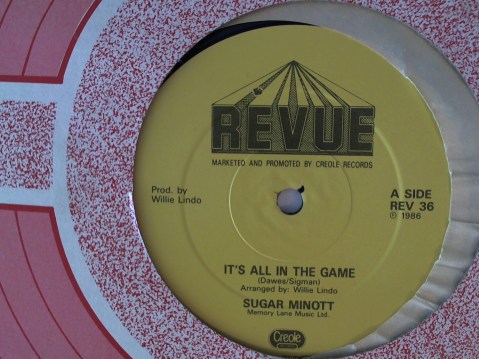 REVUE
MARKETED AND PROMOTED BY CREOLE RECORDS
Prod. by
Willie Lindo
A SIDE
REV 36
℗ 1986
IT'S ALL IN THE GAME
(Dawes/Sigman)
Arranged by: Willie Lindo
SUGAR MINOTT
Memory Lane Music Ltd.
Creole